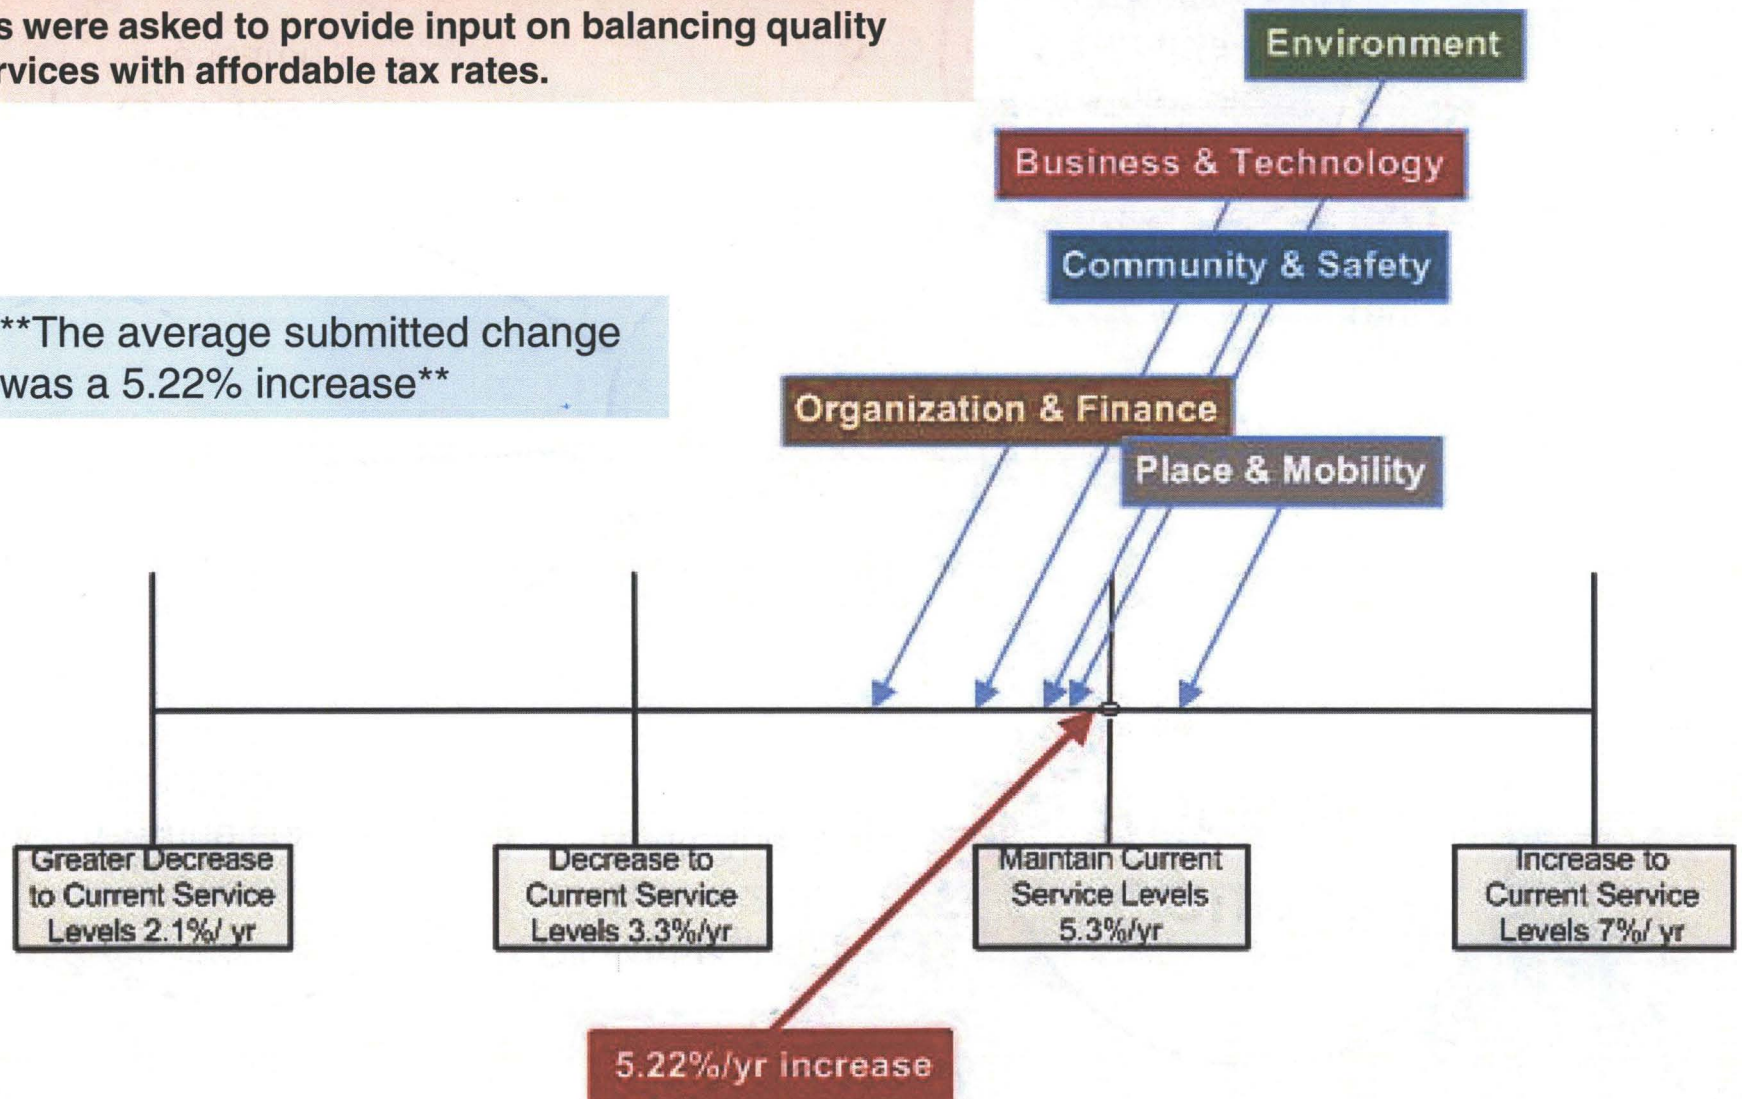 s were asked to provide input on balancing quality
rvices with affordable tax rates.
Environment
Business & Technology
Community & Safety
**The average submitted change
was a 5.22% increase**
Organization & Finance
Place & Mobility
Greater Decrease
to Current Service
Levels 2.1%/ yr
Decrease to
Current Service
Levels 3.3%/yr
Maintain Current
Service Levels
5.3%/yr
Increase to
Current Service
Levels 7%/ yr
5.22%/yr increase